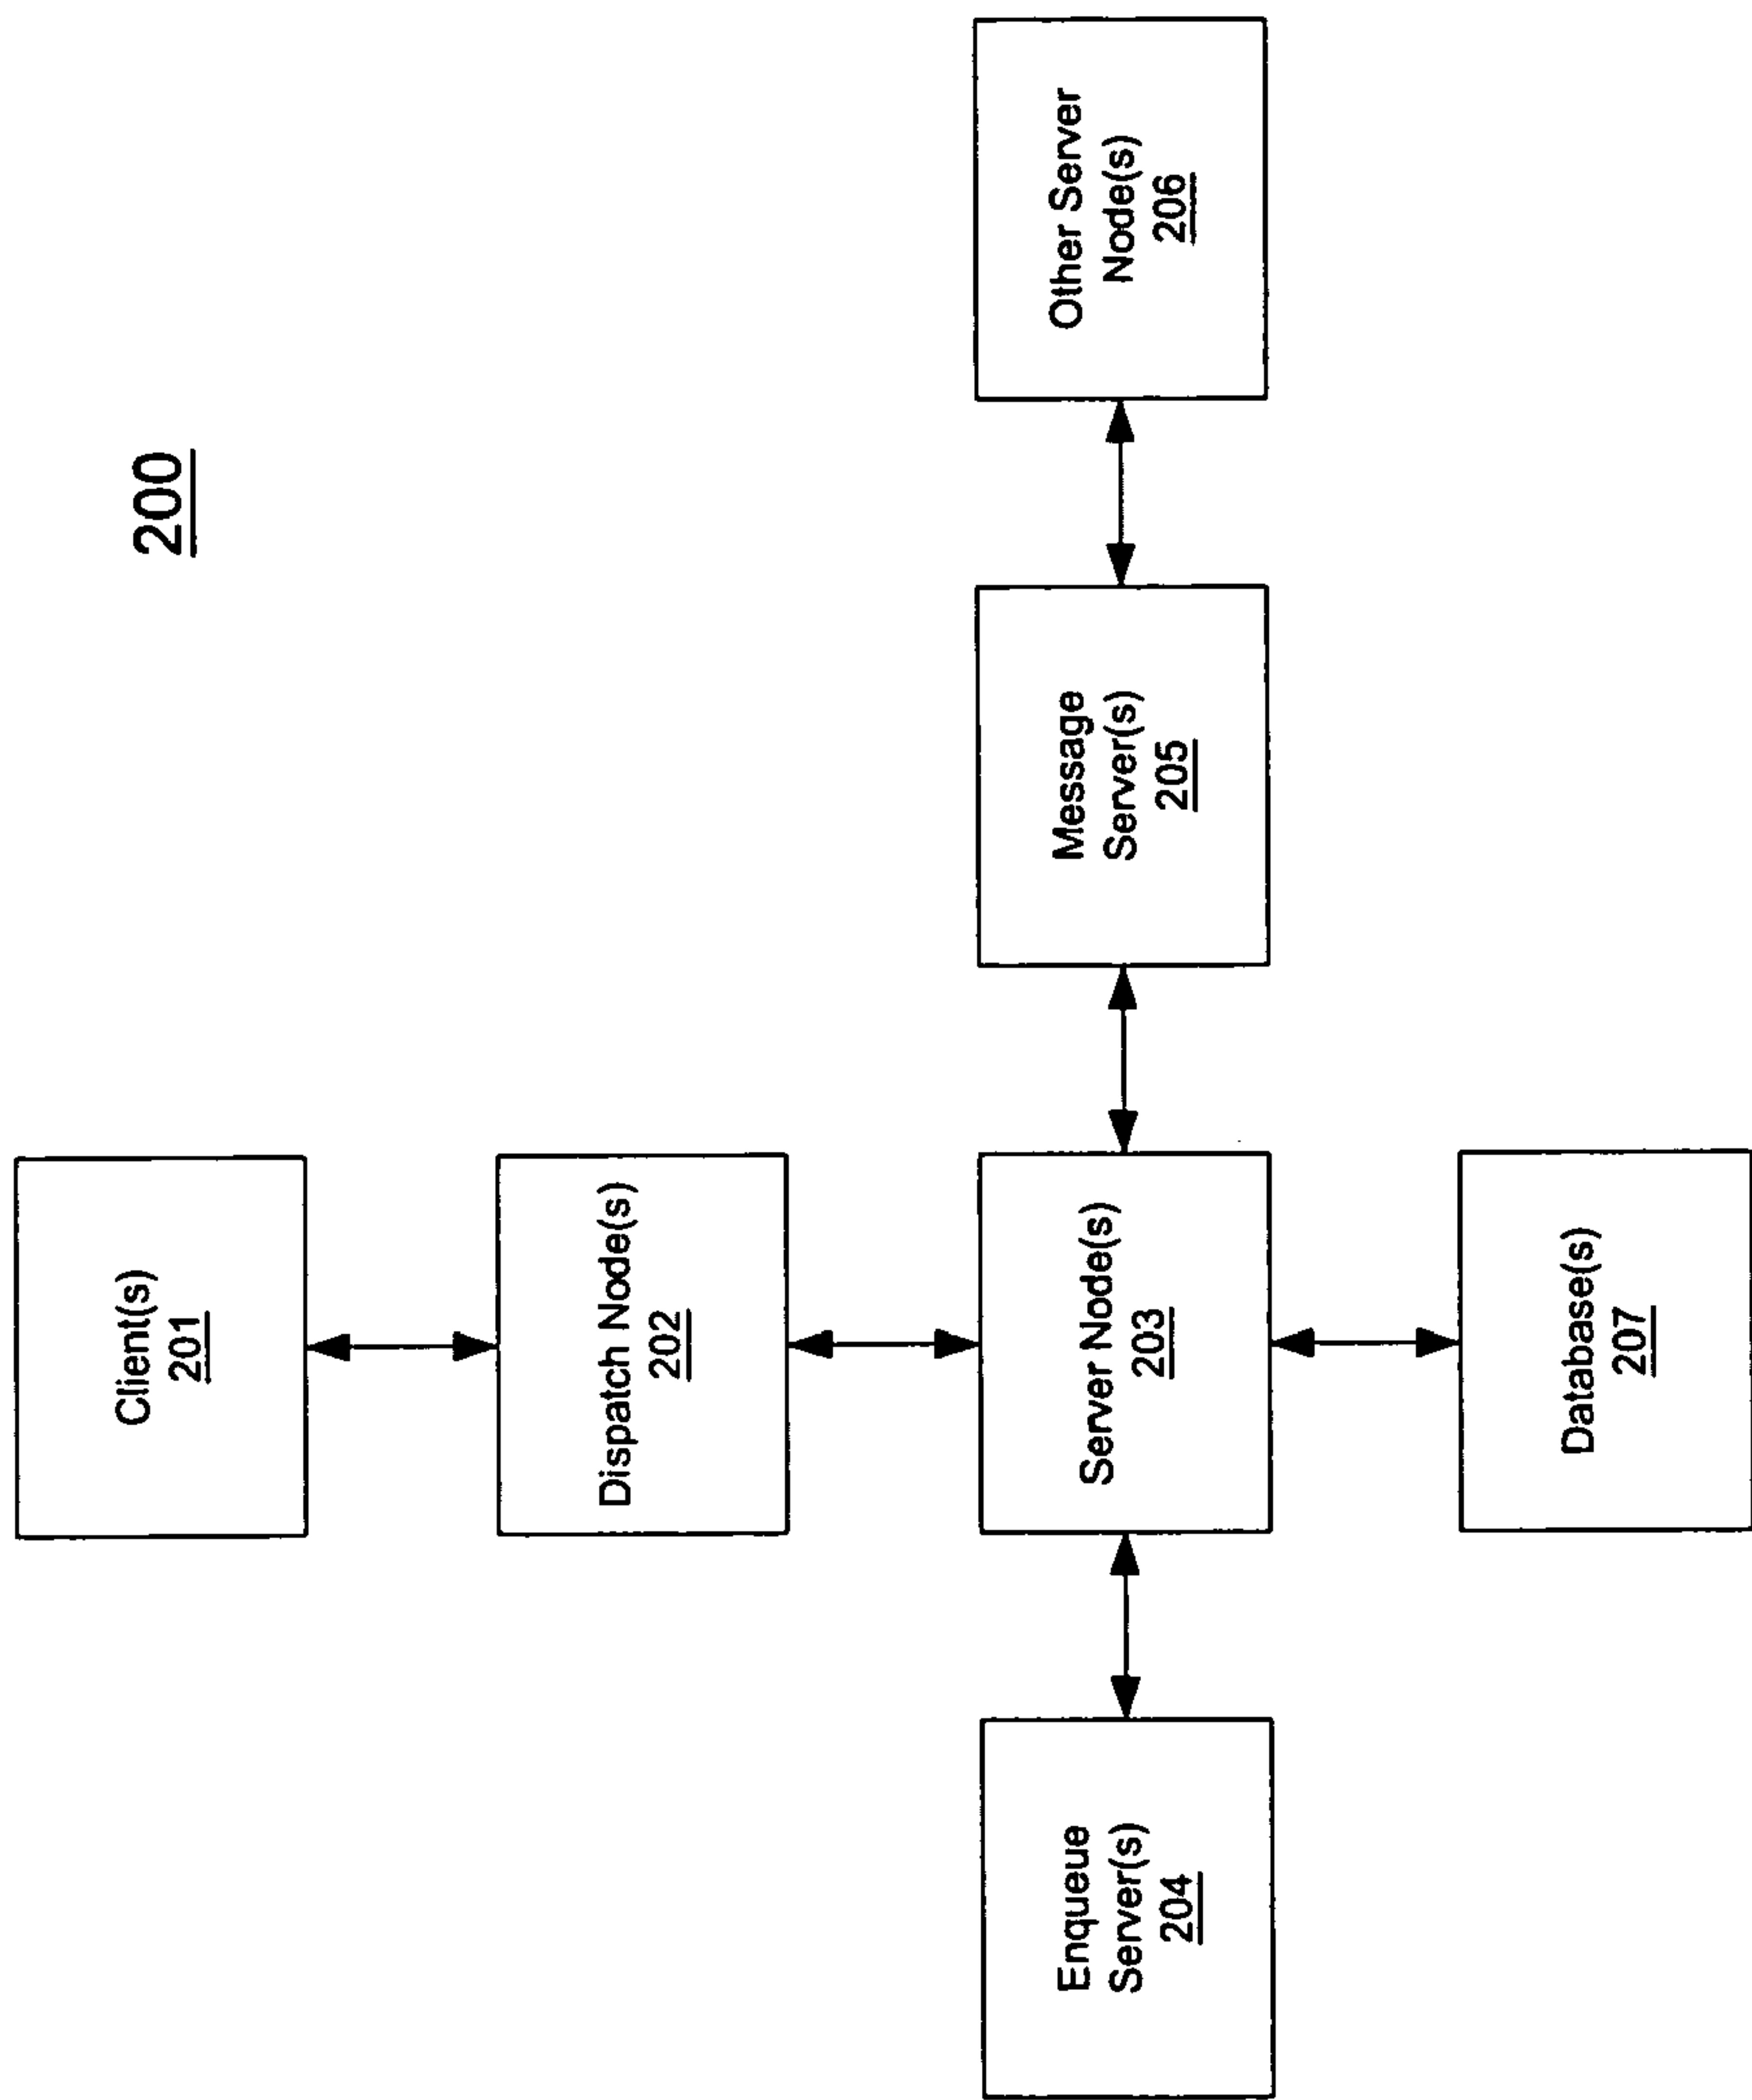 200
Client(s)
201
Dispatch Node(s)
202
Enqueue
Server(s)
204
Server Node(s)
203
Message
Server(s)
205
Other Server
Node(s)
206
Database(s)
207